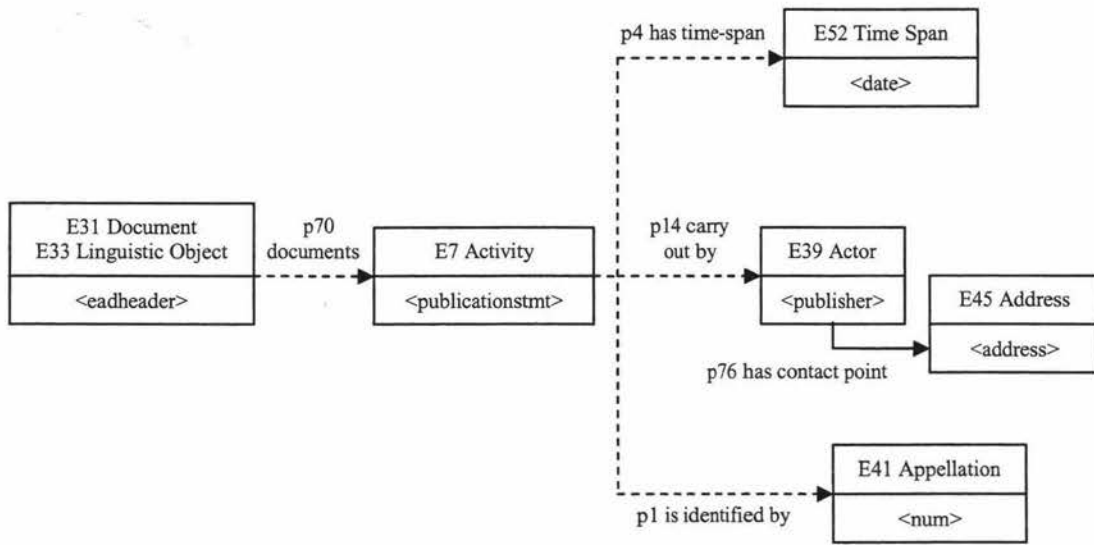 p4 has time-span
E52 Time Span
<date>
E31 Document
E33 Linguistic Object
<eadheader>
p70
documents
E7 Activity
<publicationstmt>
p14 carry
out by
E39 Actor
<publisher>
E45 Address
<address>
p76 has contact point
E41 Appellation
<num>
p1 is identified by